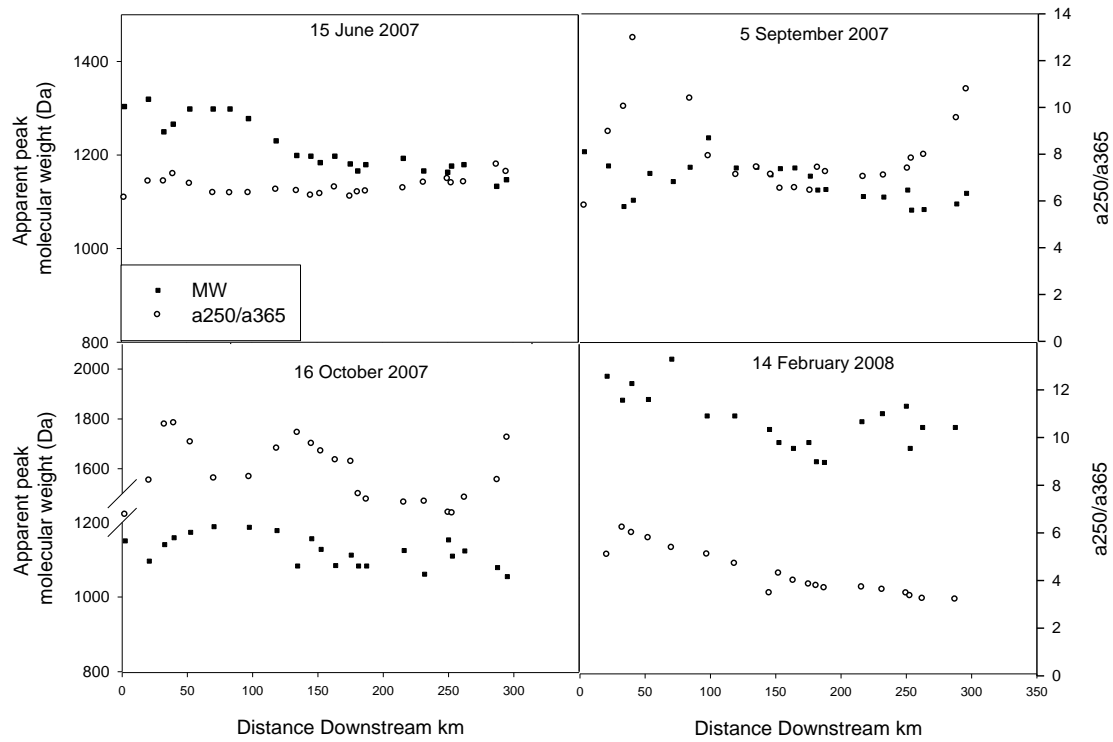 15 June 2007
1400
1200
1000
800
Apparent peak
molecular weight (Da)
MW
a250/a365
5 September 2007
14
12
10
8
6
4
2
0
a250/a365
16 October 2007
2000
1800
1600
1200
1000
800
Apparent peak
molecular weight (Da)
0 50 100 150 200 250 300
Distance Downstream km
14 February 2008
12
10
8
6
4
2
0
a250/a365
0 50 100 150 200 250 300 350
Distance Downstream km